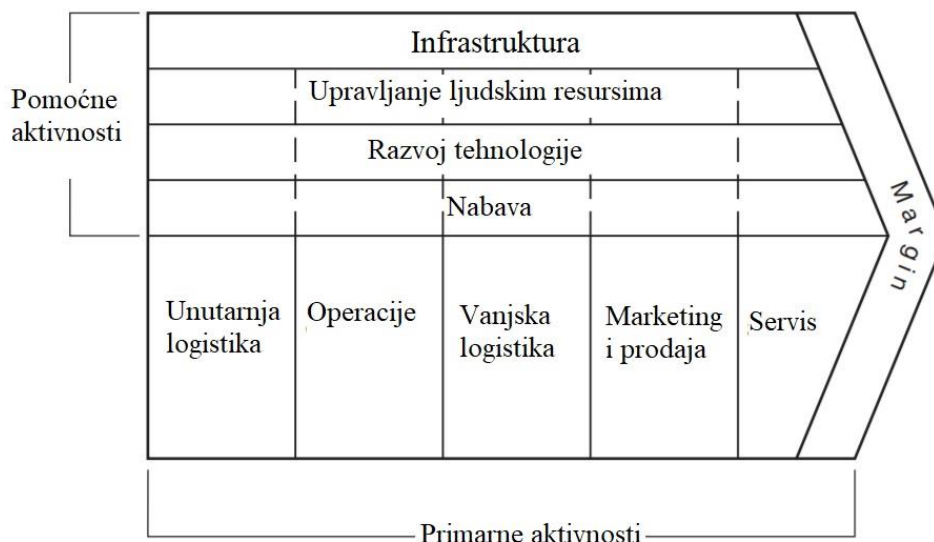 Infrastruktura
Upravljanje ljudskim resursima
Pomoćne
aktivnosti
Razvoj tehnologije
Nabava
Margin
Unutarnja
logistika
Operacije
Vanjska
logistika
Marketing
i prodaja
Servis
Primarne aktivnosti